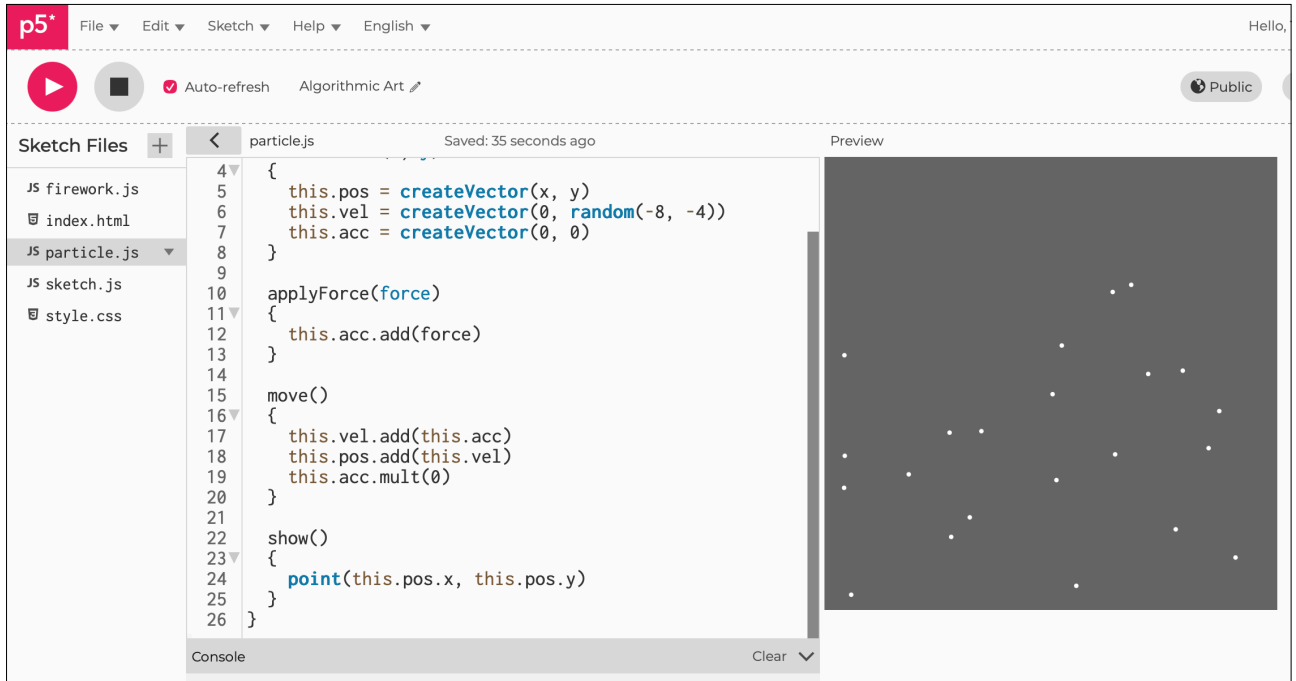 p5* File Edit Sketch Help English Hello,
Auto-refresh Algorithmic Art Public
Sketch Files + particle.js Saved: 35 seconds ago Preview
JS firework.js
index.html
JS particle.js
JS sketch.js
style.css
4 {
5 this.pos = createVector(x, y)
6 this.vel = createVector(0, random(-8, -4))
7 this.acc = createVector(0, 0)
8 }
9
10 applyForce(force)
11 {
12 this.acc.add(force)
13 }
14
15 move()
16 {
17 this.vel.add(this.acc)
18 this.pos.add(this.vel)
19 this.acc.mult(0)
20 }
21
22 show()
23 {
24 point(this.pos.x, this.pos.y)
25 }
26 }
Console Clear